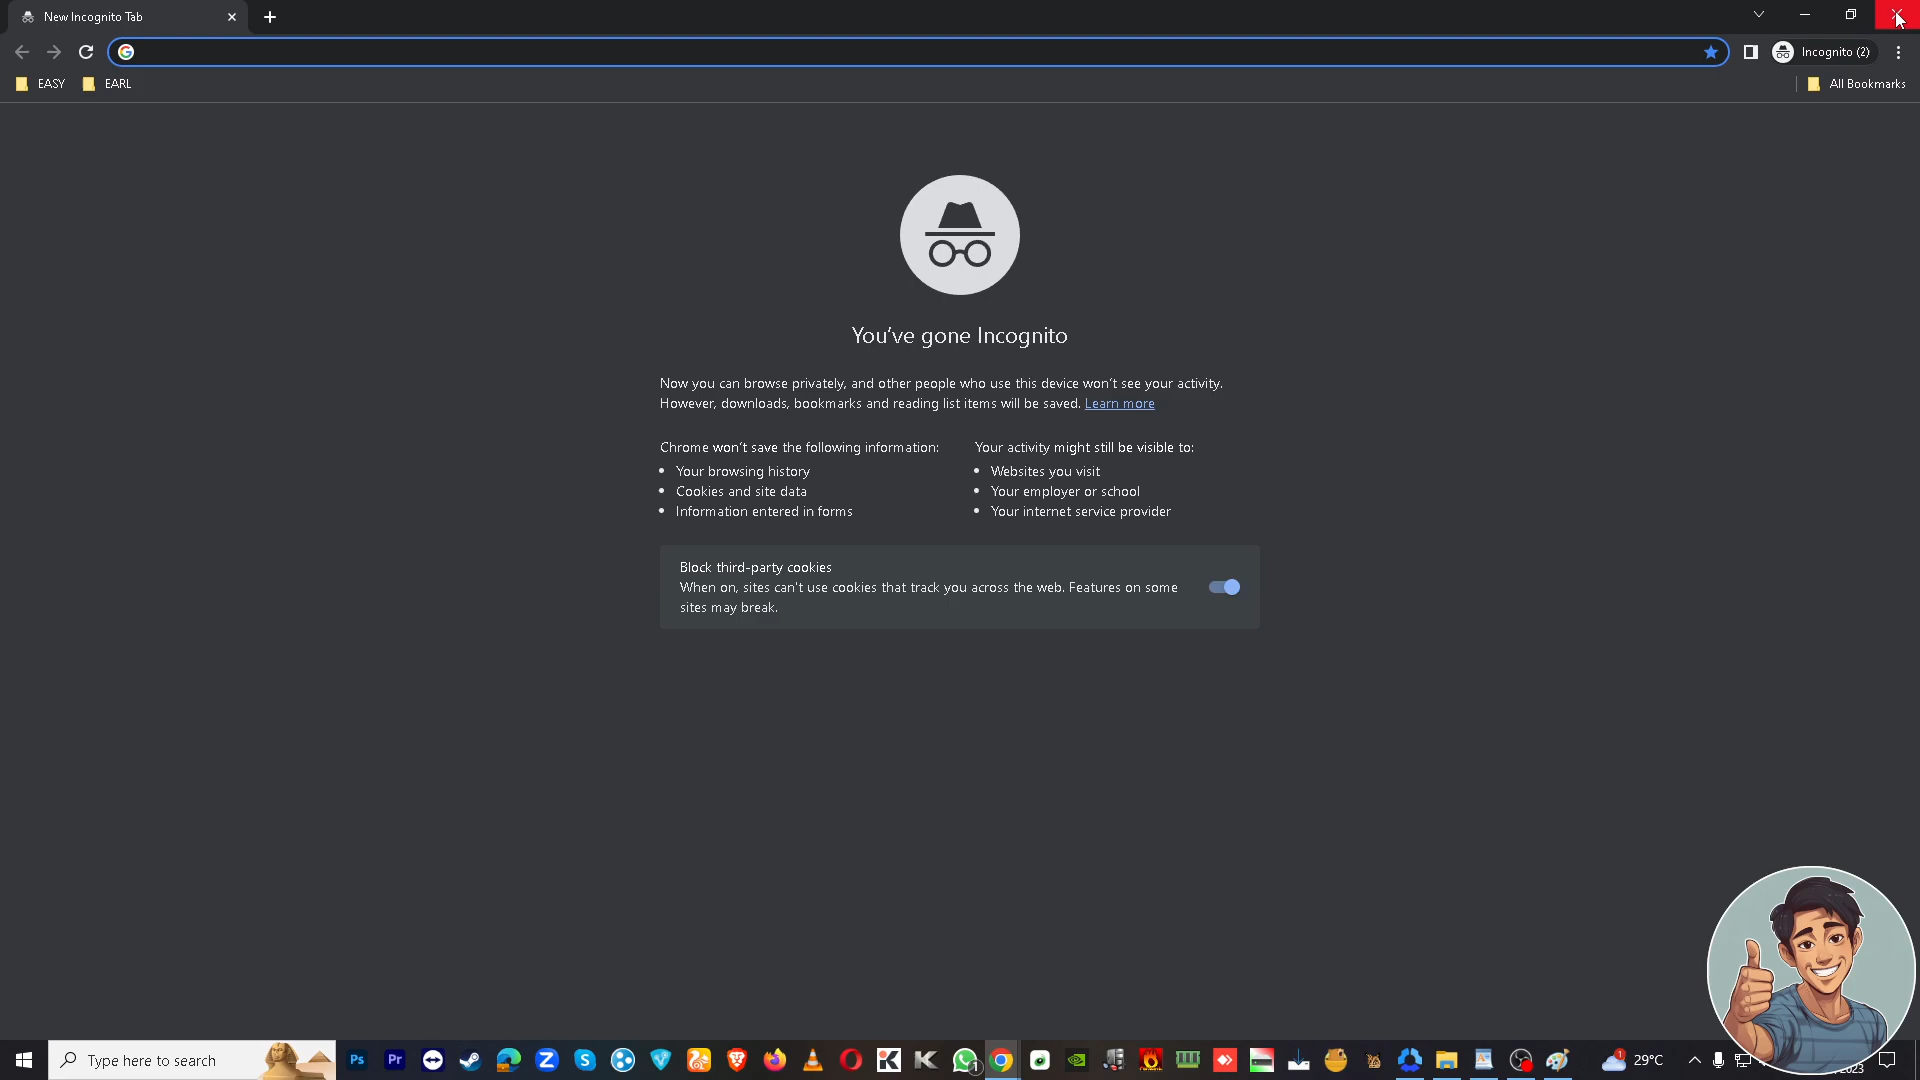 New Incognito Tab
Incognito (2)
EASY
EARL
All Bookmarks
You've gone Incognito
Now you can browse privately, and other people who use this device won't see your activity.
However, downloads, bookmarks and reading list items will be saved. Learn more
Chrome won't save the following information:
Your browsing history
Cookies and site data
Information entered in forms
Your activity might still be visible to:
Websites you visit
Your employer or school
Your internet service provider
Block third-party cookies
When on, sites can't use cookies that track you across the web. Features on some
sites may break.
Type here to search
Ps
Pr
1
1
29°C
2023